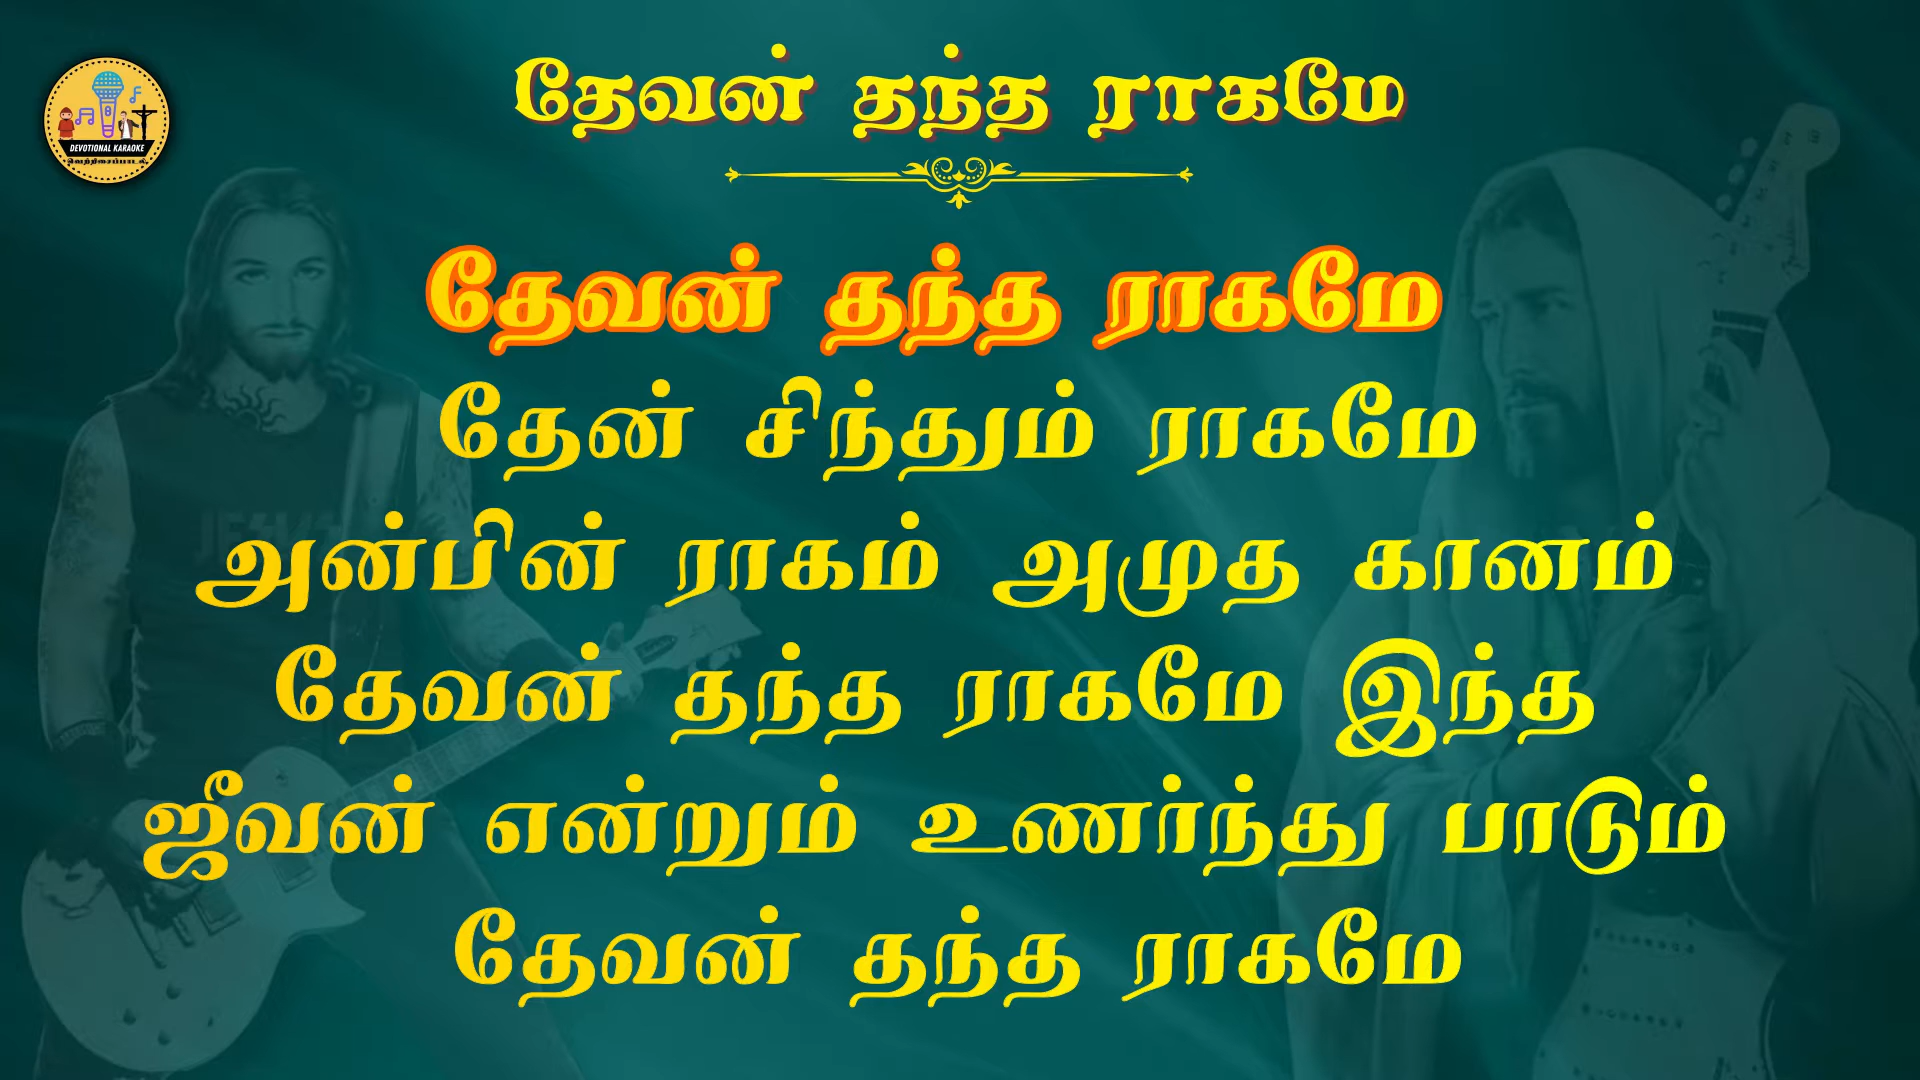 தேவன் தந்த ராகமே
DEVOTIONAL KARAOKE
தேவன் தந்த ராகமே
தேன் சிந்தும் ராகமே
அன்பின் ராகம் அமுத கானம்
தேவன் தந்த ராகமே இந்த
ஜீவன் என்றும் உணர்ந்து பாடும்
தேவன் தந்த ராகமே